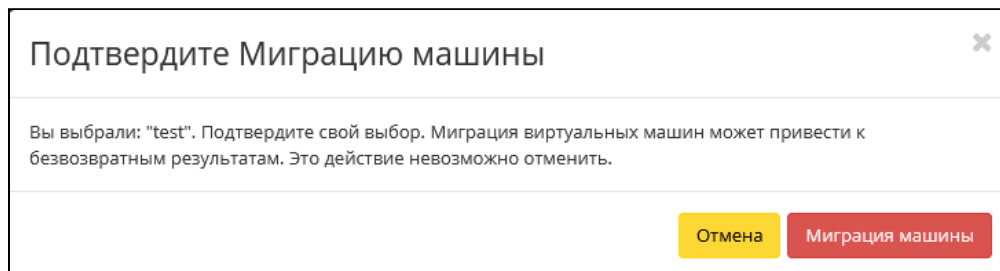 Подтвердите Миграцию машины
Вы выбрали: "test". Подтвердите свой выбор. Миграция виртуальных машин может привести к
безвозвратным результатам. Это действие невозможно отменить.
Отмена
Миграция машины